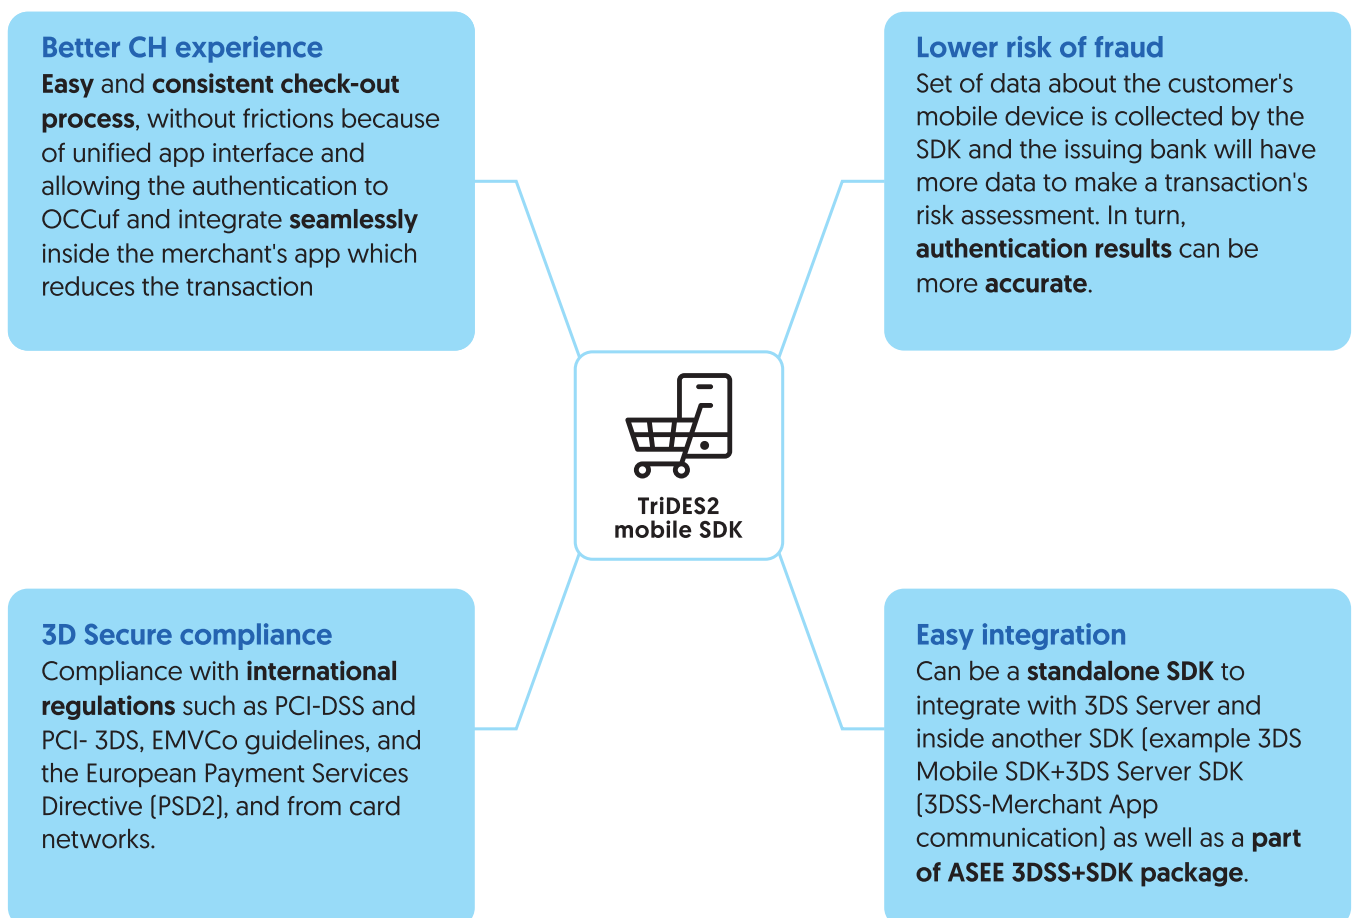 Better CH experience
Easy and consistent check-out
process, without frictions because
of unified app interface and
allowing the authentication to
OCCuf and integrate seamlessly
inside the merchant's app which
reduces the transaction
Lower risk of fraud
Set of data about the customer's
mobile device is collected by the
SDK and the issuing bank will have
more data to make a transaction's
risk assessment. In turn,
authentication results can be
more accurate.
TriDES2
mobile SDK
3D Secure compliance
Compliance with international
regulations such as PCI-DSS and
PCI- 3DS, EMVCo guidelines, and
the European Payment Services
Directive (PSD2), and from card
networks.
Easy integration
Can be a standalone SDK to
integrate with 3DS Server and
inside another SDK (example 3DS
Mobile SDK+3DS Server SDK
(3DSS-Merchant App
communication) as well as a part
of ASEE 3DSS+SDK package.